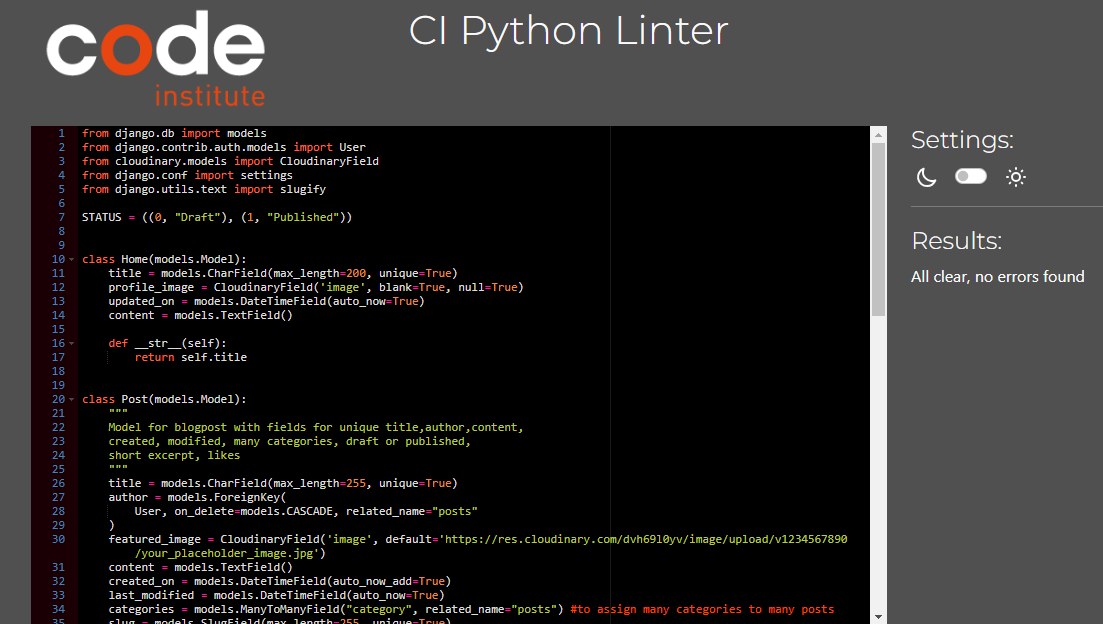 code
institute
CI Python Linter
1 from django.db import models
2 from django.contrib.auth.models import User
3 from cloudinary.models import CloudinaryField
4 from django.conf import settings
5 from django.utils.text import slugify
6
7 STATUS = ((0, "Draft"), (1, "Published"))
8
9
10 class Home(models.Model):
11     title = models.CharField(max_length=200, unique=True)
12     profile_image = CloudinaryField('image', blank=True, null=True)
13     updated_on = models.DateTimeField(auto_now=True)
14     content = models.TextField()
15
16     def __str__(self):
17         return self.title
18
19
20 class Post(models.Model):
21     """
22     Model for blogpost with fields for unique title,author,content,
23     created, modified, many categories, draft or published,
24     short excerpt, likes
25     """
26     title = models.CharField(max_length=255, unique=True)
27     author = models.ForeignKey(
28         User, on_delete=models.CASCADE, related_name="posts"
29     )
30     featured_image = CloudinaryField('image', default='https://res.cloudinary.com/dvh69l0yv/image/upload/v1234567890
/your_placeholder_image.jpg')
31     content = models.TextField()
32     created_on = models.DateTimeField(auto_now_add=True)
33     last_modified = models.DateTimeField(auto_now=True)
34     categories = models.ManyToManyField("category", related_name="posts") #to assign many categories to many posts
35     slug = models.SlugField(max_length=255, unique=True)
Settings:
Results:
All clear, no errors found